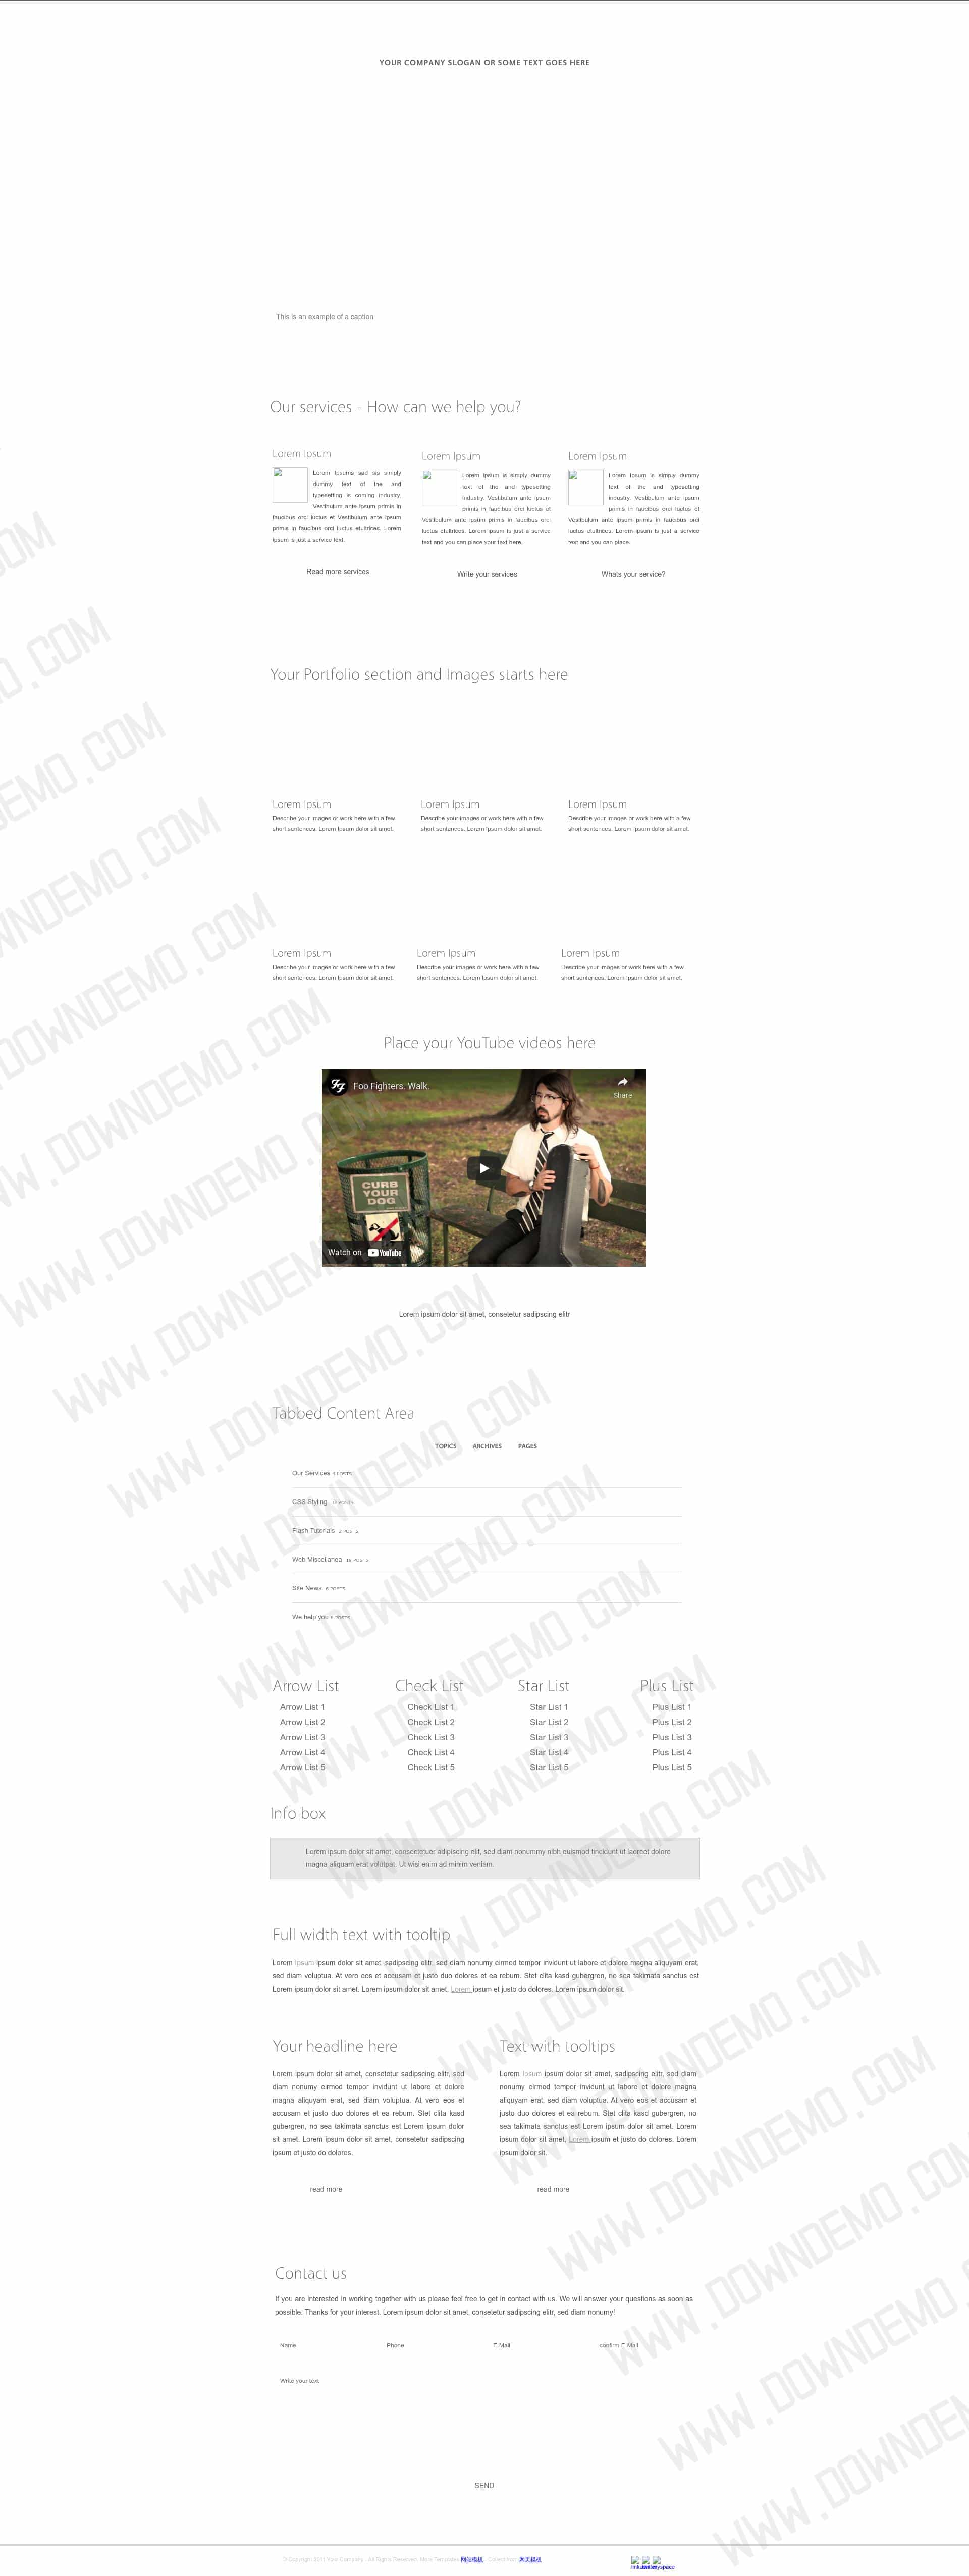 YOUR COMPANY SLOGAN OR SOME TEXT GOES HERE
This is an example of a caption
Our services - How can we help you?
Lorem Ipsum
Lorem Ipsums sad sis simply
dummy text of the and
typesetting is coming industry.
Vestibulum ante ipsum primis in
faucibus orci luctus et Vestibulum ante ipsum
primis in faucibus orci luctus etultrices. Lorem
ipsum is just a service text.
Read more services
Lorem Ipsum
Lorem Ipsum is simply dummy
text of the and typesetting
industry. Vestibulum ante ipsum
primis in faucibus orci luctus et
Vestibulum ante ipsum primis in faucibus orci
luctus etultrices. Lorem ipsum is just a service
text and you can place your text here.
Write your services
Lorem Ipsum
Lorem Ipsum is simply dummy
text of the and typesetting
industry. Vestibulum ante ipsum
primis in faucibus orci luctus et
Vestibulum ante ipsum primis in faucibus orci
luctus etultrices. Lorem ipsum is just a service
text and you can place.
Whats your service?
Your Portfolio section and Images starts here
Lorem Ipsum
Describe your images or work here with a few
short sentences. Lorem Ipsum dolor sit amet.
Lorem Ipsum
Describe your images or work here with a few
short sentences. Lorem Ipsum dolor sit amet.
Lorem Ipsum
Describe your images or work here with a few
short sentences. Lorem Ipsum dolor sit amet.
Lorem Ipsum
Describe your images or work here with a few
short sentences. Lorem Ipsum dolor sit amet.
Lorem Ipsum
Describe your images or work here with a few
short sentences. Lorem Ipsum dolor sit amet.
Lorem Ipsum
Describe your images or work here with a few
short sentences. Lorem Ipsum dolor sit amet.
Place your YouTube videos here
Foo Fighters. Walk.
Share
CURB
YOUR
DOG
Watch on YouTube
Lorem ipsum dolor sit amet, consetetur sadipscing elitr
Tabbed Content Area
TOPICS ARCHIVES PAGES
Our Services 4 POSTS
CSS Styling 32 POSTS
Flash Tutorials 2 POSTS
Web Miscellanea 19 POSTS
Site News 6 POSTS
We help you 8 POSTS
Arrow List
Arrow List 1
Arrow List 2
Arrow List 3
Arrow List 4
Arrow List 5
Check List
Check List 1
Check List 2
Check List 3
Check List 4
Check List 5
Star List
Star List 1
Star List 2
Star List 3
Star List 4
Star List 5
Plus List
Plus List 1
Plus List 2
Plus List 3
Plus List 4
Plus List 5
Info box
Lorem ipsum dolor sit amet, consectetuer adipiscing elit, sed diam nonummy nibh euismod tincidunt ut laoreet dolore
magna aliquam erat volutpat. Ut wisi enim ad minim veniam.
Full width text with tooltip
Lorem Ipsum ipsum dolor sit amet, sadipscing elitr, sed diam nonumy eirmod tempor invidunt ut labore et dolore magna aliquyam erat,
sed diam voluptua. At vero eos et accusam et justo duo dolores et ea rebum. Stet clita kasd gubergren, no sea takimata sanctus est
Lorem ipsum dolor sit amet. Lorem ipsum dolor sit amet, Lorem ipsum et justo do dolores. Lorem ipsum dolor sit.
Your headline here
Lorem ipsum dolor sit amet, consetetur sadipscing elitr, sed
diam nonumy eirmod tempor invidunt ut labore et dolore
magna aliquyam erat, sed diam voluptua. At vero eos et
accusam et justo duo dolores et ea rebum. Stet clita kasd
gubergren, no sea takimata sanctus est Lorem ipsum dolor
sit amet. Lorem ipsum dolor sit amet, consetetur sadipscing
ipsum et justo do dolores.
read more
Text with tooltips
Lorem Ipsum ipsum dolor sit amet, sadipscing elitr, sed diam
nonumy eirmod tempor invidunt ut labore et dolore magna
aliquyam erat, sed diam voluptua. At vero eos et accusam et
justo duo dolores et ea rebum. Stet clita kasd gubergren, no
sea takimata sanctus est Lorem ipsum dolor sit amet. Lorem
ipsum dolor sit amet, Lorem ipsum et justo do dolores. Lorem
ipsum dolor sit.
read more
Contact us
If you are interested in working together with us please feel free to get in contact with us. We will answer your questions as soon as
possible. Thanks for your interest. Lorem ipsum dolor sit amet, consetetur sadipscing elitr, sed diam nonumy!
Name
Phone
E-Mail
confirm E-Mail
Write your text
SEND
© Copyright 2011 Your Company - All Rights Reserved. More Templates 网站模板 - Collect from 网页模板
WWW.DOWNDEMO.COM